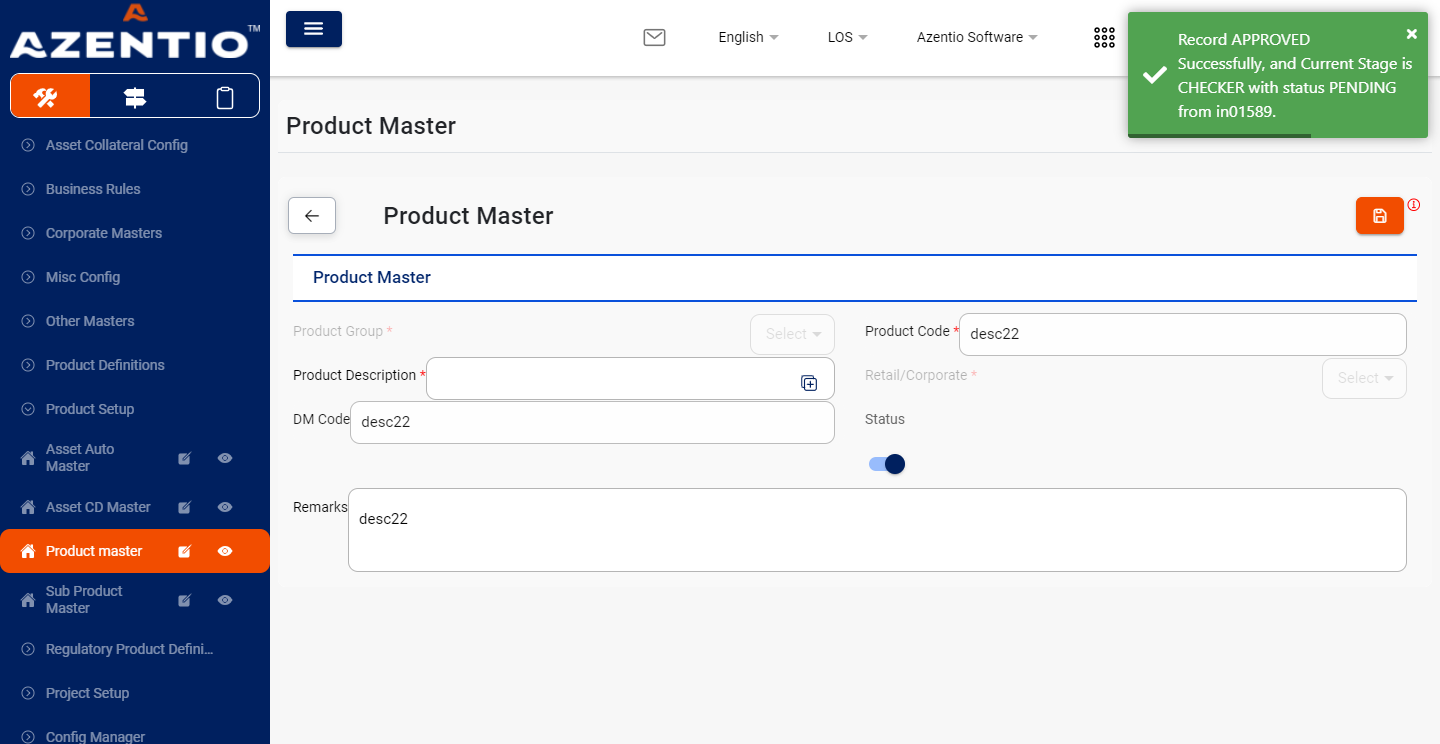 AZENTIO™
English
LOS
Azentio Software
Record APPROVED
Successfully, and Current Stage is
CHECKER with status PENDING
from in01589.
Asset Collateral Config
Business Rules
Corporate Masters
Misc Config
Other Masters
Product Definitions
Product Setup
Asset Auto
Master
Asset CD Master
Product master
Sub Product
Master
Regulatory Product Defini...
Project Setup
Config Manager
Product Master
Product Master
Product Master
Product Group *
Select
Product Code *
desc22
Product Description *
Retail/Corporate *
Select
DM Code
desc22
Status
Remarks
desc22